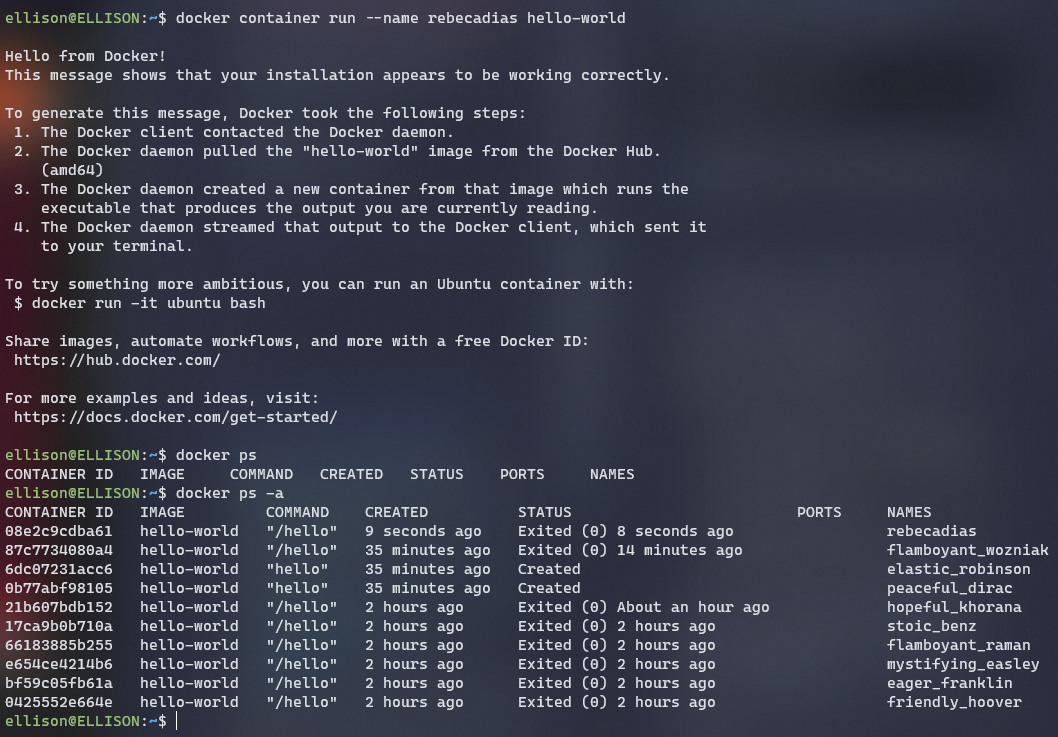 ellison@ELLISON:~$ docker container run --name rebecadias hello-world
Hello from Docker!
This message shows that your installation appears to be working correctly.
To generate this message, Docker took the following steps:
1. The Docker client contacted the Docker daemon.
2. The Docker daemon pulled the "hello-world" image from the Docker Hub.
(amd64)
3. The Docker daemon created a new container from that image which runs the
executable that produces the output you are currently reading.
4. The Docker daemon streamed that output to the Docker client, which sent it
to your terminal.
To try something more ambitious, you can run an Ubuntu container with:
$ docker run -it ubuntu bash
Share images, automate workflows, and more with a free Docker ID:
https://hub.docker.com/
For more examples and ideas, visit:
https://docs.docker.com/get-started/
ellison@ELLISON:~$ docker ps
CONTAINER ID   IMAGE     COMMAND   CREATED   STATUS    PORTS     NAMES
ellison@ELLISON:~$ docker ps -a
CONTAINER ID   IMAGE         COMMAND    CREATED          STATUS                         PORTS     NAMES
08e2c9cdba61   hello-world   "/hello"   9 seconds ago    Exited (0) 8 seconds ago                 rebecadias
87c7734080a4   hello-world   "/hello"   35 minutes ago   Exited (0) 14 minutes ago                flamboyant_wozniak
6dc07231acc6   hello-world   "hello"    35 minutes ago   Created                                  elastic_robinson
0b77abf98105   hello-world   "hello"    35 minutes ago   Created                                  peaceful_dirac
21b607bdb152   hello-world   "/hello"   2 hours ago      Exited (0) About an hour ago             hopeful_khorana
17ca9b0b710a   hello-world   "/hello"   2 hours ago      Exited (0) 2 hours ago                   stoic_benz
66183885b255   hello-world   "/hello"   2 hours ago      Exited (0) 2 hours ago                   flamboyant_raman
e654ce4214b6   hello-world   "/hello"   2 hours ago      Exited (0) 2 hours ago                   mystifying_easley
bf59c05fb61a   hello-world   "/hello"   2 hours ago      Exited (0) 2 hours ago                   eager_franklin
0425552e664e   hello-world   "/hello"   2 hours ago      Exited (0) 2 hours ago                   friendly_hoover
ellison@ELLISON:~$